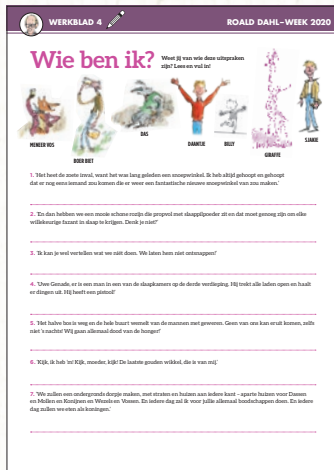 WERKBLAD 4
ROALD DAHL-WEEK 2020
Wie ben ik?
Weet jij van wie deze uitspraken
zijn? Lees en vul in!
MENEER VOS
BOER BIET
DAS
DAANTJE
BILLY
GIRAFFE
SJAKIE
1. 'Het heet de zoete inval, want het was lang geleden een snoepwinkel. Ik heb altijd gehoopt en gehoopt
dat er nog eens iemand zou komen die er weer een fantastische nieuwe snoepwinkel van zou maken.'
2. 'En dan hebben we een mooie schone rozijn die propvol met slaappilpoeder zit en dat moet genoeg zijn om elke
willekeurige fazant in slaap te krijgen. Denk je niet?'
3. 'Ik kan je wel vertellen wat we niét doen. We laten hem niet ontsnappen!'
4. 'Uwe Genade, er is een man in een van de slaapkamers op de derde verdieping. Hij trekt alle laden open en haalt
er dingen uit. Hij heeft een pistool!'
5. 'Het halve bos is weg en de hele buurt wemelt van de mannen met geweren. Geen van ons kan eruit komen, zelfs
niet 's nachts! Wij gaan allemaal dood van de honger!'
6. 'Kijk, ik heb 'm! Kijk, moeder, kijk! De laatste gouden wikkel, die is van mij.'
7. 'We zullen een ondergronds dorpje maken, met straten en huizen aan iedere kant – aparte huizen voor Dassen
en Mollen en Konijnen en Wezels en Vossen. En iedere dag zal ik voor jullie allemaal boodschappen doen. En iedere
dag zullen we eten als koningen.'